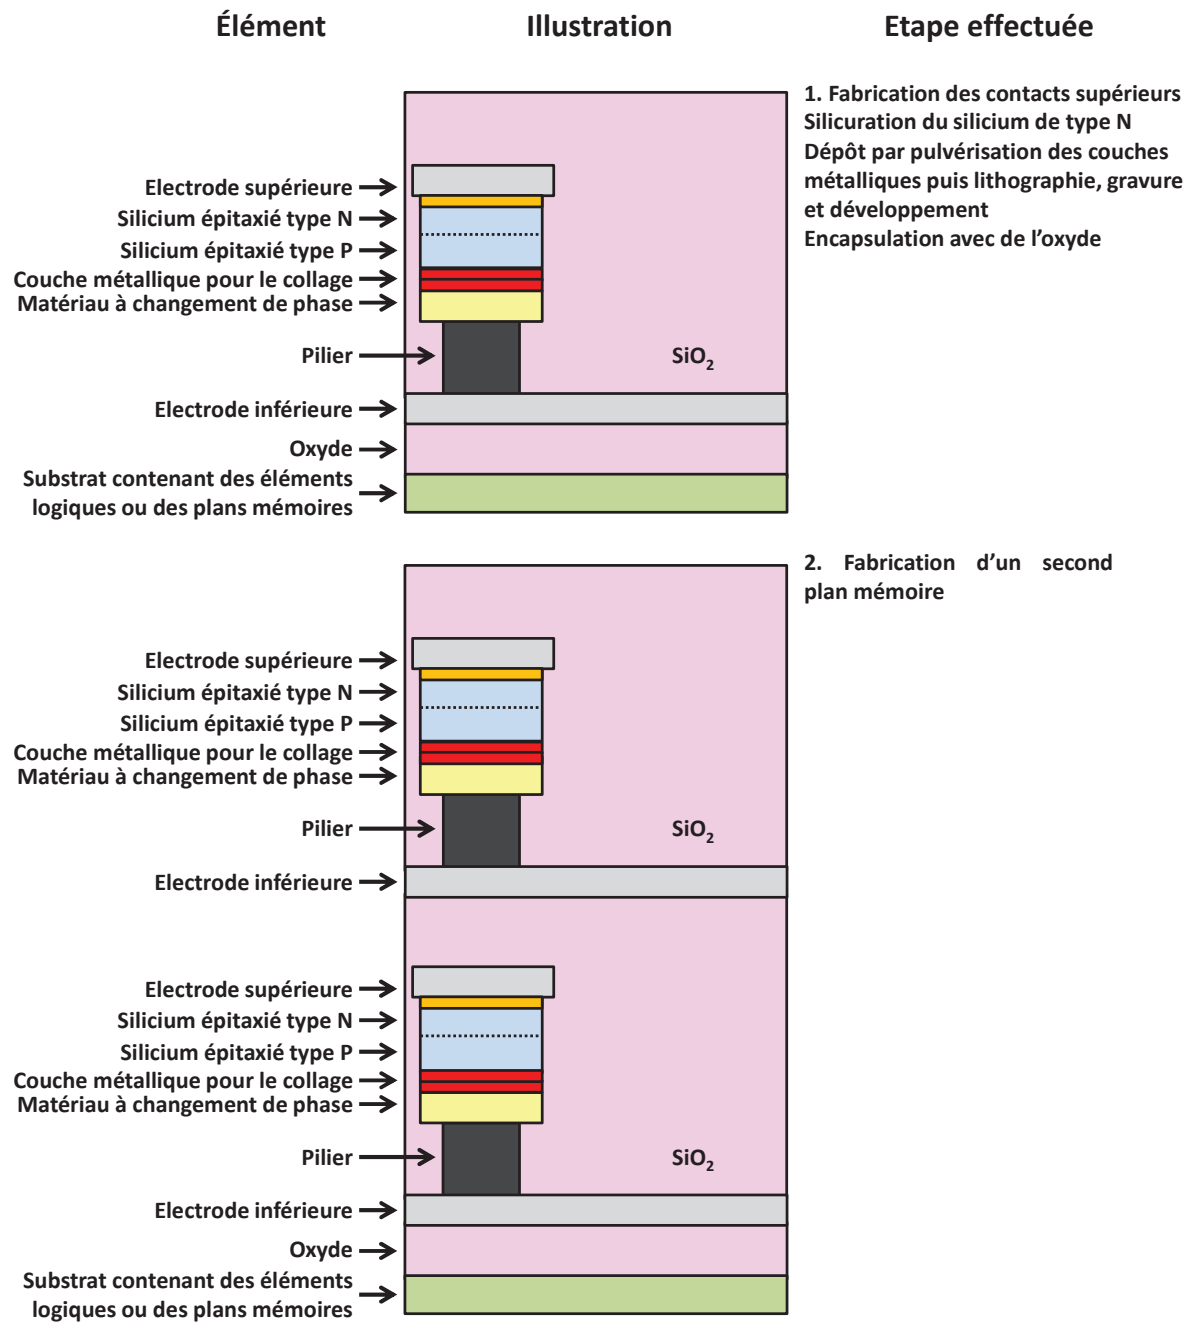 Élément
Illustration
Etape effectuée
1. Fabrication des contacts supérieurs
Silicuration du silicium de type N
Dépôt par pulvérisation des couches
métalliques puis lithographie, gravure
et développement
Encapsulation avec de l'oxyde
Electrode supérieure
Silicium épitaxié type N
Silicium épitaxié type P
Couche métallique pour le collage
Matériau à changement de phase
Pilier
SiO2
Electrode inférieure
Oxyde
Substrat contenant des éléments
logiques ou des plans mémoires
2. Fabrication d'un second
plan mémoire
Electrode supérieure
Silicium épitaxié type N
Silicium épitaxié type P
Couche métallique pour le collage
Matériau à changement de phase
Pilier
SiO2
Electrode inférieure
Electrode supérieure
Silicium épitaxié type N
Silicium épitaxié type P
Couche métallique pour le collage
Matériau à changement de phase
Pilier
SiO2
Electrode inférieure
Oxyde
Substrat contenant des éléments
logiques ou des plans mémoires